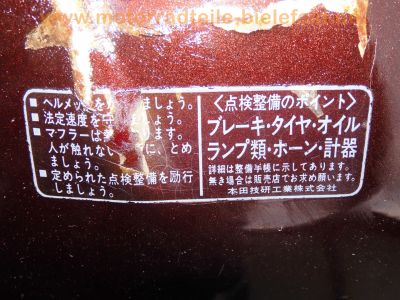 www.motorradteile-bielefeld.de
■ヘルメッ を ましょう。
■法定速度を守 ましょう。
■マフラーは ります。
人が触れない に、とめ
ましょう。
■定められた点検整備を励行
しましょう。
〈点検整備のポイント〉
ブレーキ・タイヤ・オイル
ランプ類・ホーン・計器
詳細は整備手帳に示してあります。
無き場合は販売店でお求め願います。
本田技研工業株式会社